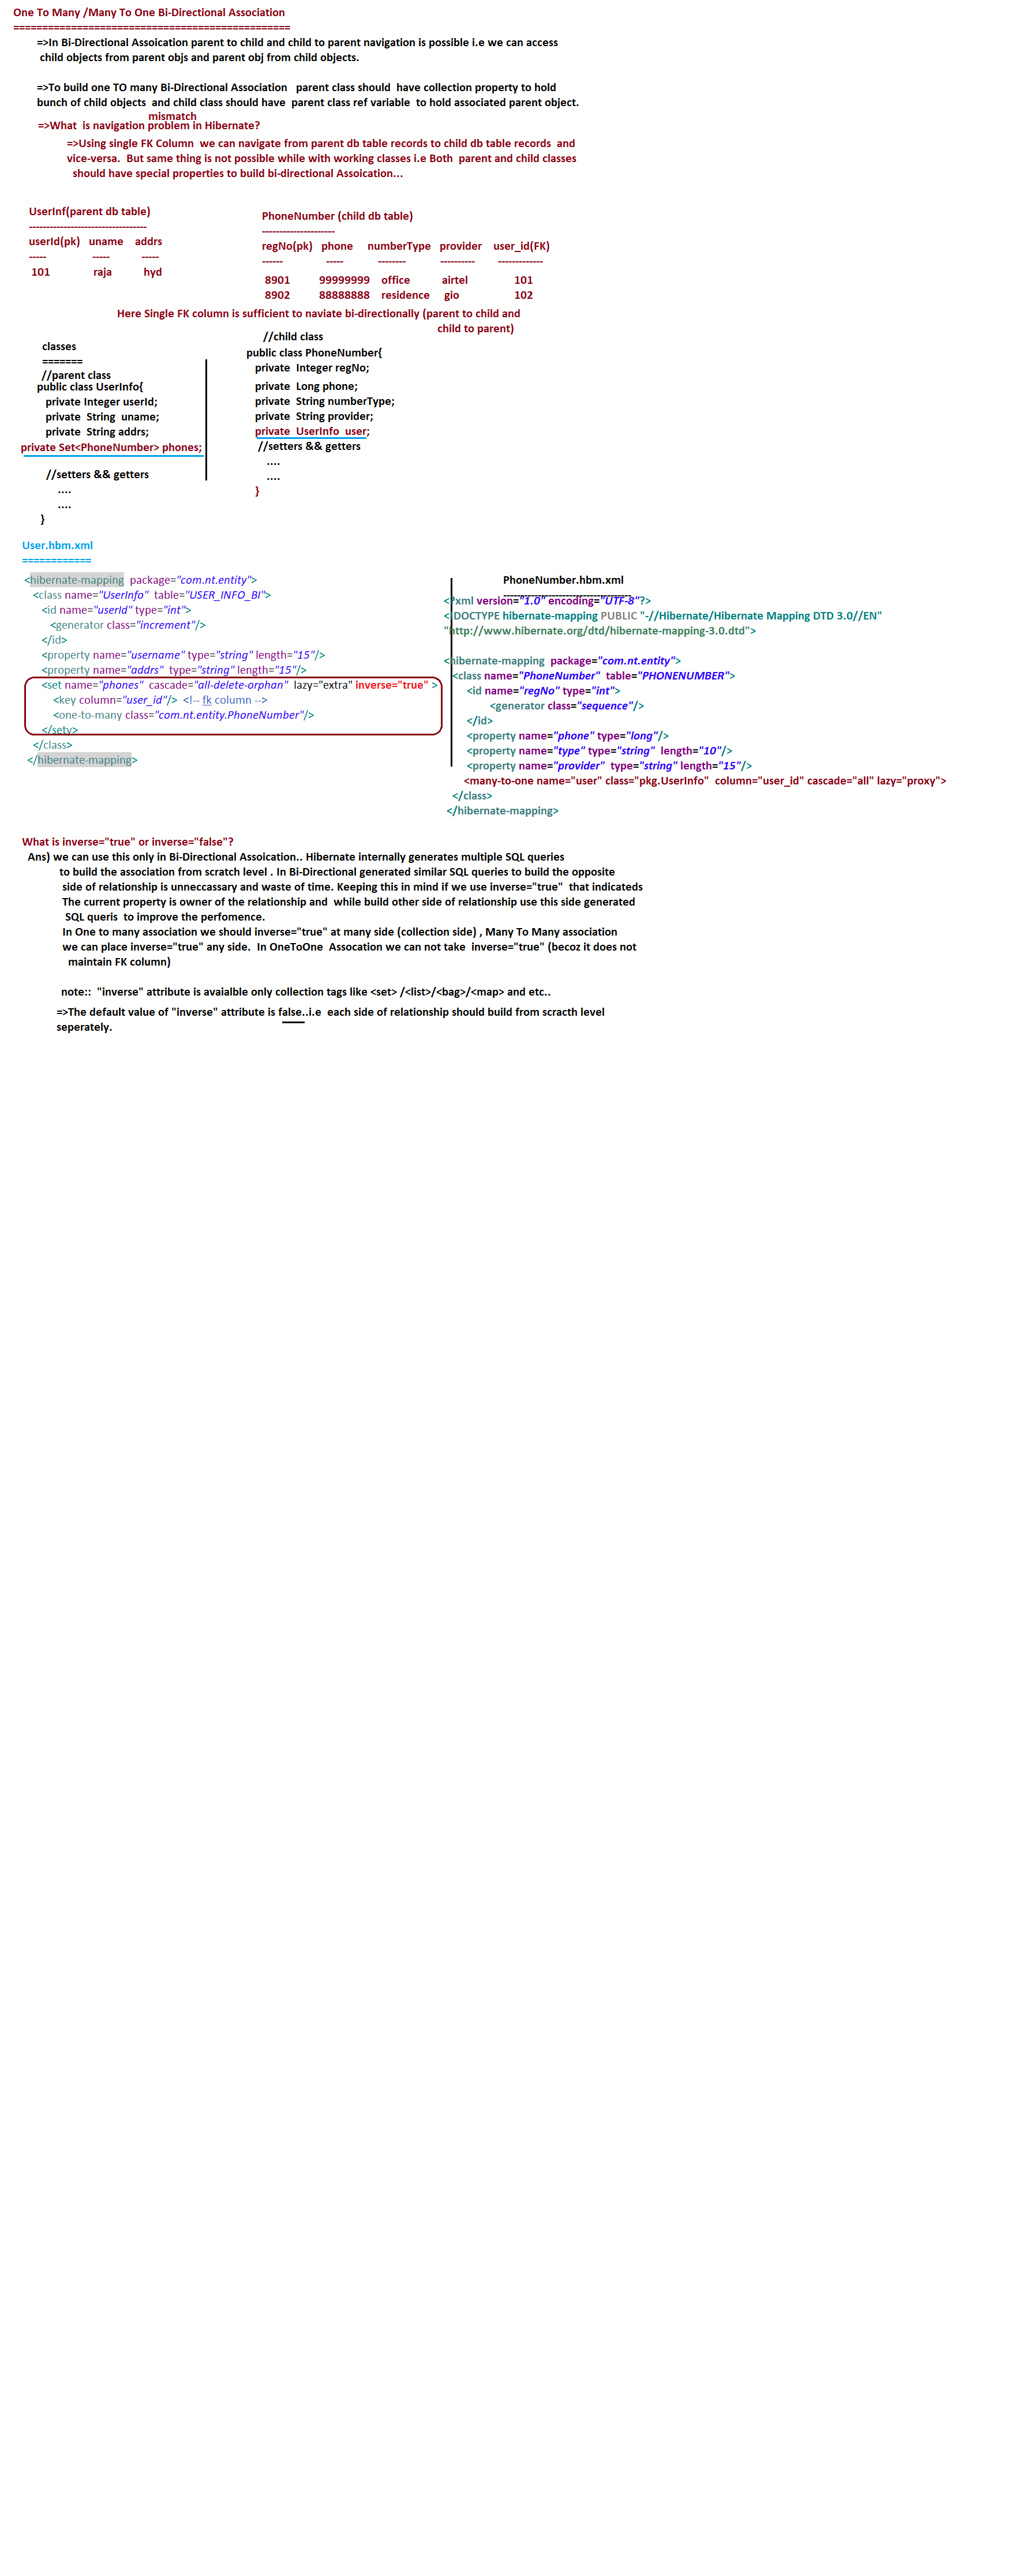 One To Many /Many To One Bi-Directional Association
================================================
=>In Bi-Directional Assoication parent to child and child to parent navigation is possible i.e we can access
child objects from parent objs and parent obj from child objects.
=>To build one TO many Bi-Directional Association   parent class should  have collection property to hold
bunch of child objects  and child class should have  parent class ref variable  to hold associated parent object.
mismatch
=>What  is navigation problem in Hibernate?
=>Using single FK Column  we can navigate from parent db table records to child db table records  and
vice-versa.  But same thing is not possible while with working classes i.e Both  parent and child classes
should have special properties to build bi-directional Assoication...
UserInf(parent db table)
----------------------------------
userId(pk)   uname    addrs
-----   -----   -----
101   raja   hyd
PhoneNumber (child db table)
---------------------
regNo(pk)   phone     numberType   provider    user_id(FK)
------   -----   --------   ----------   -------------
8901   99999999   office   airtel   101
8902   88888888   residence   gio   102
Here Single FK column is sufficient to naviate bi-directionally (parent to child and
child to parent)
classes
=======
//parent class
public class UserInfo{
private Integer userId;
private  String  uname;
private  String addrs;
private Set<PhoneNumber> phones;
//setters && getters
....
....
}
//child class
public class PhoneNumber{
private  Integer regNo;
private  Long phone;
private  String numberType;
private  String provider;
private  UserInfo  user;
//setters && getters
....
....
}
User.hbm.xml
============
<hibernate-mapping  package="com.nt.entity">
<class name="UserInfo"  table="USER_INFO_BI">
<id name="userId" type="int">
<generator class="increment"/>
</id>
<property name="username" type="string" length="15"/>
<property name="addrs"  type="string" length="15"/>
<set name="phones"  cascade="all-delete-orphan"  lazy="extra" inverse="true" >
<key column="user_id"/>  <!-- fk column -->
<one-to-many class="com.nt.entity.PhoneNumber"/>
</sety>
</class>
</hibernate-mapping>
PhoneNumber.hbm.xml
-------------------------------------
<?xml version="1.0" encoding="UTF-8"?>
<!DOCTYPE hibernate-mapping PUBLIC "-//Hibernate/Hibernate Mapping DTD 3.0//EN"
"http://www.hibernate.org/dtd/hibernate-mapping-3.0.dtd">
<hibernate-mapping  package="com.nt.entity">
<class name="PhoneNumber"  table="PHONENUMBER">
<id name="regNo" type="int">
<generator class="sequence"/>
</id>
<property name="phone" type="long"/>
<property name="type" type="string"  length="10"/>
<property name="provider"  type="string" length="15"/>
<many-to-one name="user" class="pkg.UserInfo"  column="user_id" cascade="all" lazy="proxy">
</class>
</hibernate-mapping>
What is inverse="true" or inverse="false"?
Ans) we can use this only in Bi-Directional Assoication.. Hibernate internally generates multiple SQL queries
to build the association from scratch level . In Bi-Directional generated similar SQL queries to build the opposite
side of relationship is unneccassary and waste of time. Keeping this in mind if we use inverse="true"  that indicateds
The current property is owner of the relationship and  while build other side of relationship use this side generated
SQL queris  to improve the perfomence.
In One to many association we should inverse="true" at many side (collection side) , Many To Many association
we can place inverse="true" any side.  In OneToOne  Assocation we can not take  inverse="true" (becoz it does not
maintain FK column)
note::  "inverse" attribute is avaialble only collection tags like <set> /<list>/<bag>/<map> and etc..
=>The default value of "inverse" attribute is false..i.e  each side of relationship should build from scracth level
seperately.